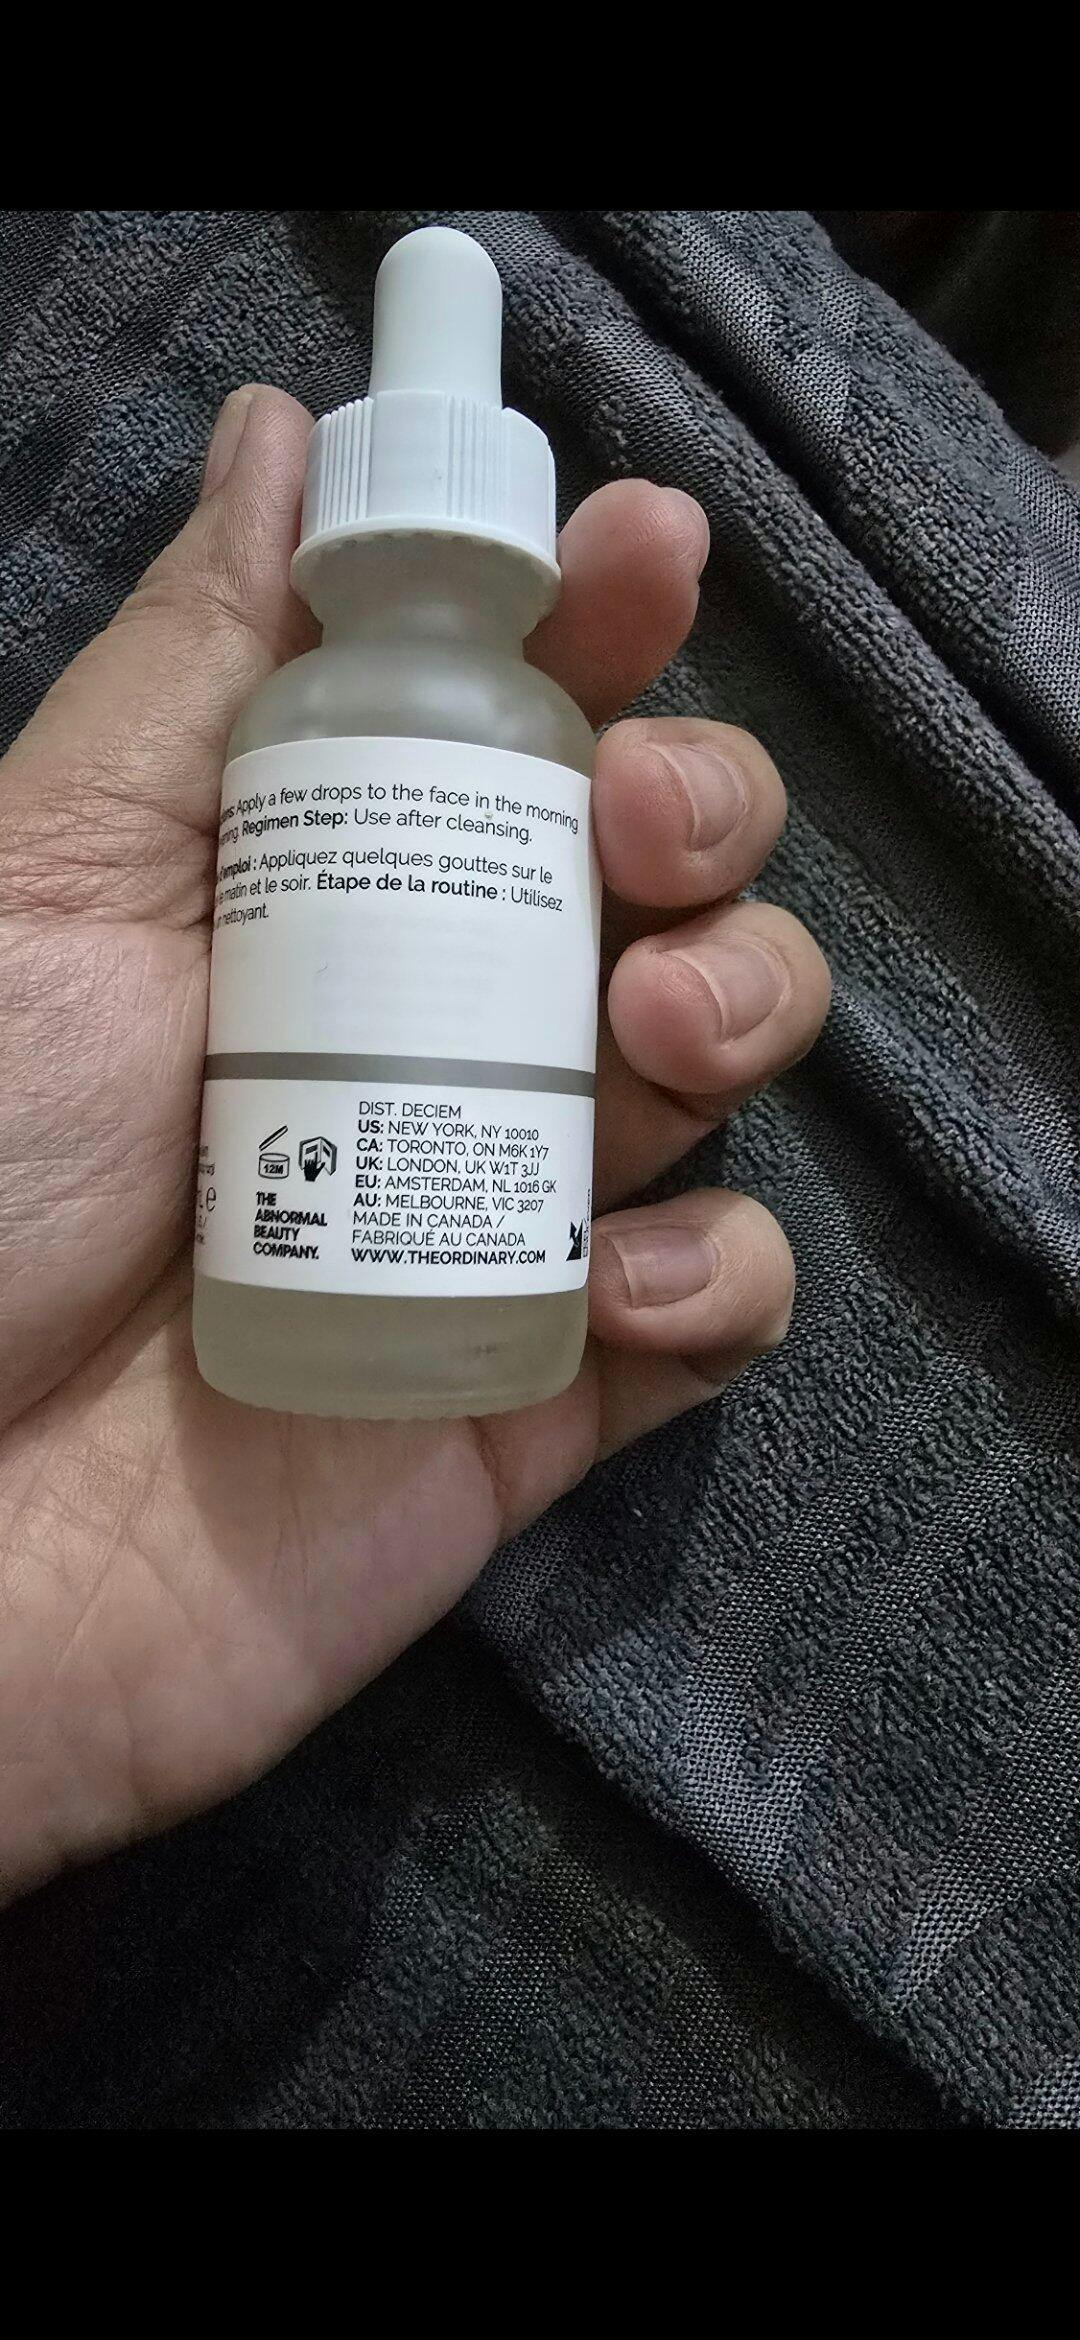 Apply a few drops to the face in the morning
Regimen Step: Use after cleansing.
d'emploi : Appliquez quelques gouttes sur le
matin et le soir. Étape de la routine : Utilisez
nettoyant.
12M
THE
ABNORMAL
BEAUTY
COMPANY.
DIST. DECIEM
US: NEW YORK, NY 10010
CA: TORONTO, ON M6K 1Y7
UK: LONDON, UK W1T 3JJ
EU: AMSTERDAM, NL 1016 GK
AU: MELBOURNE, VIC 3207
MADE IN CANADA /
FABRIQUÉ AU CANADA
WWW.THEORDINARY.COM